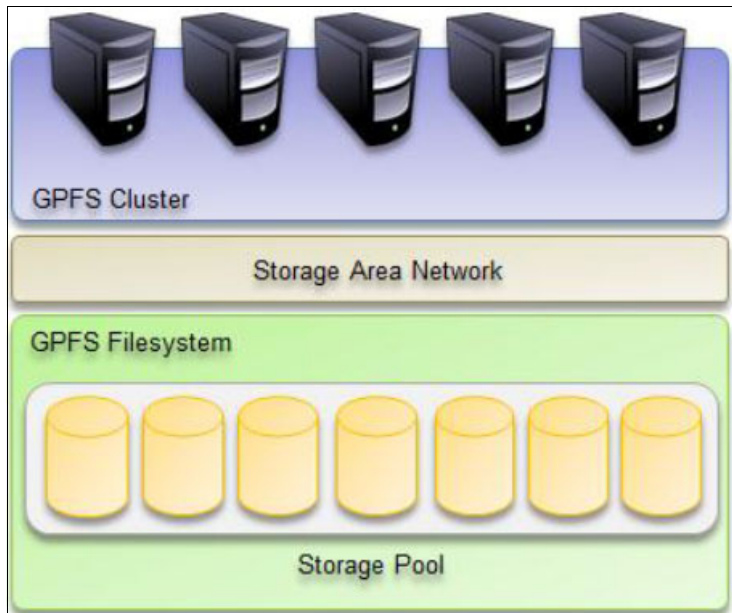 GPFS Cluster
Storage Area Network
GPFS Filesystem
Storage Pool